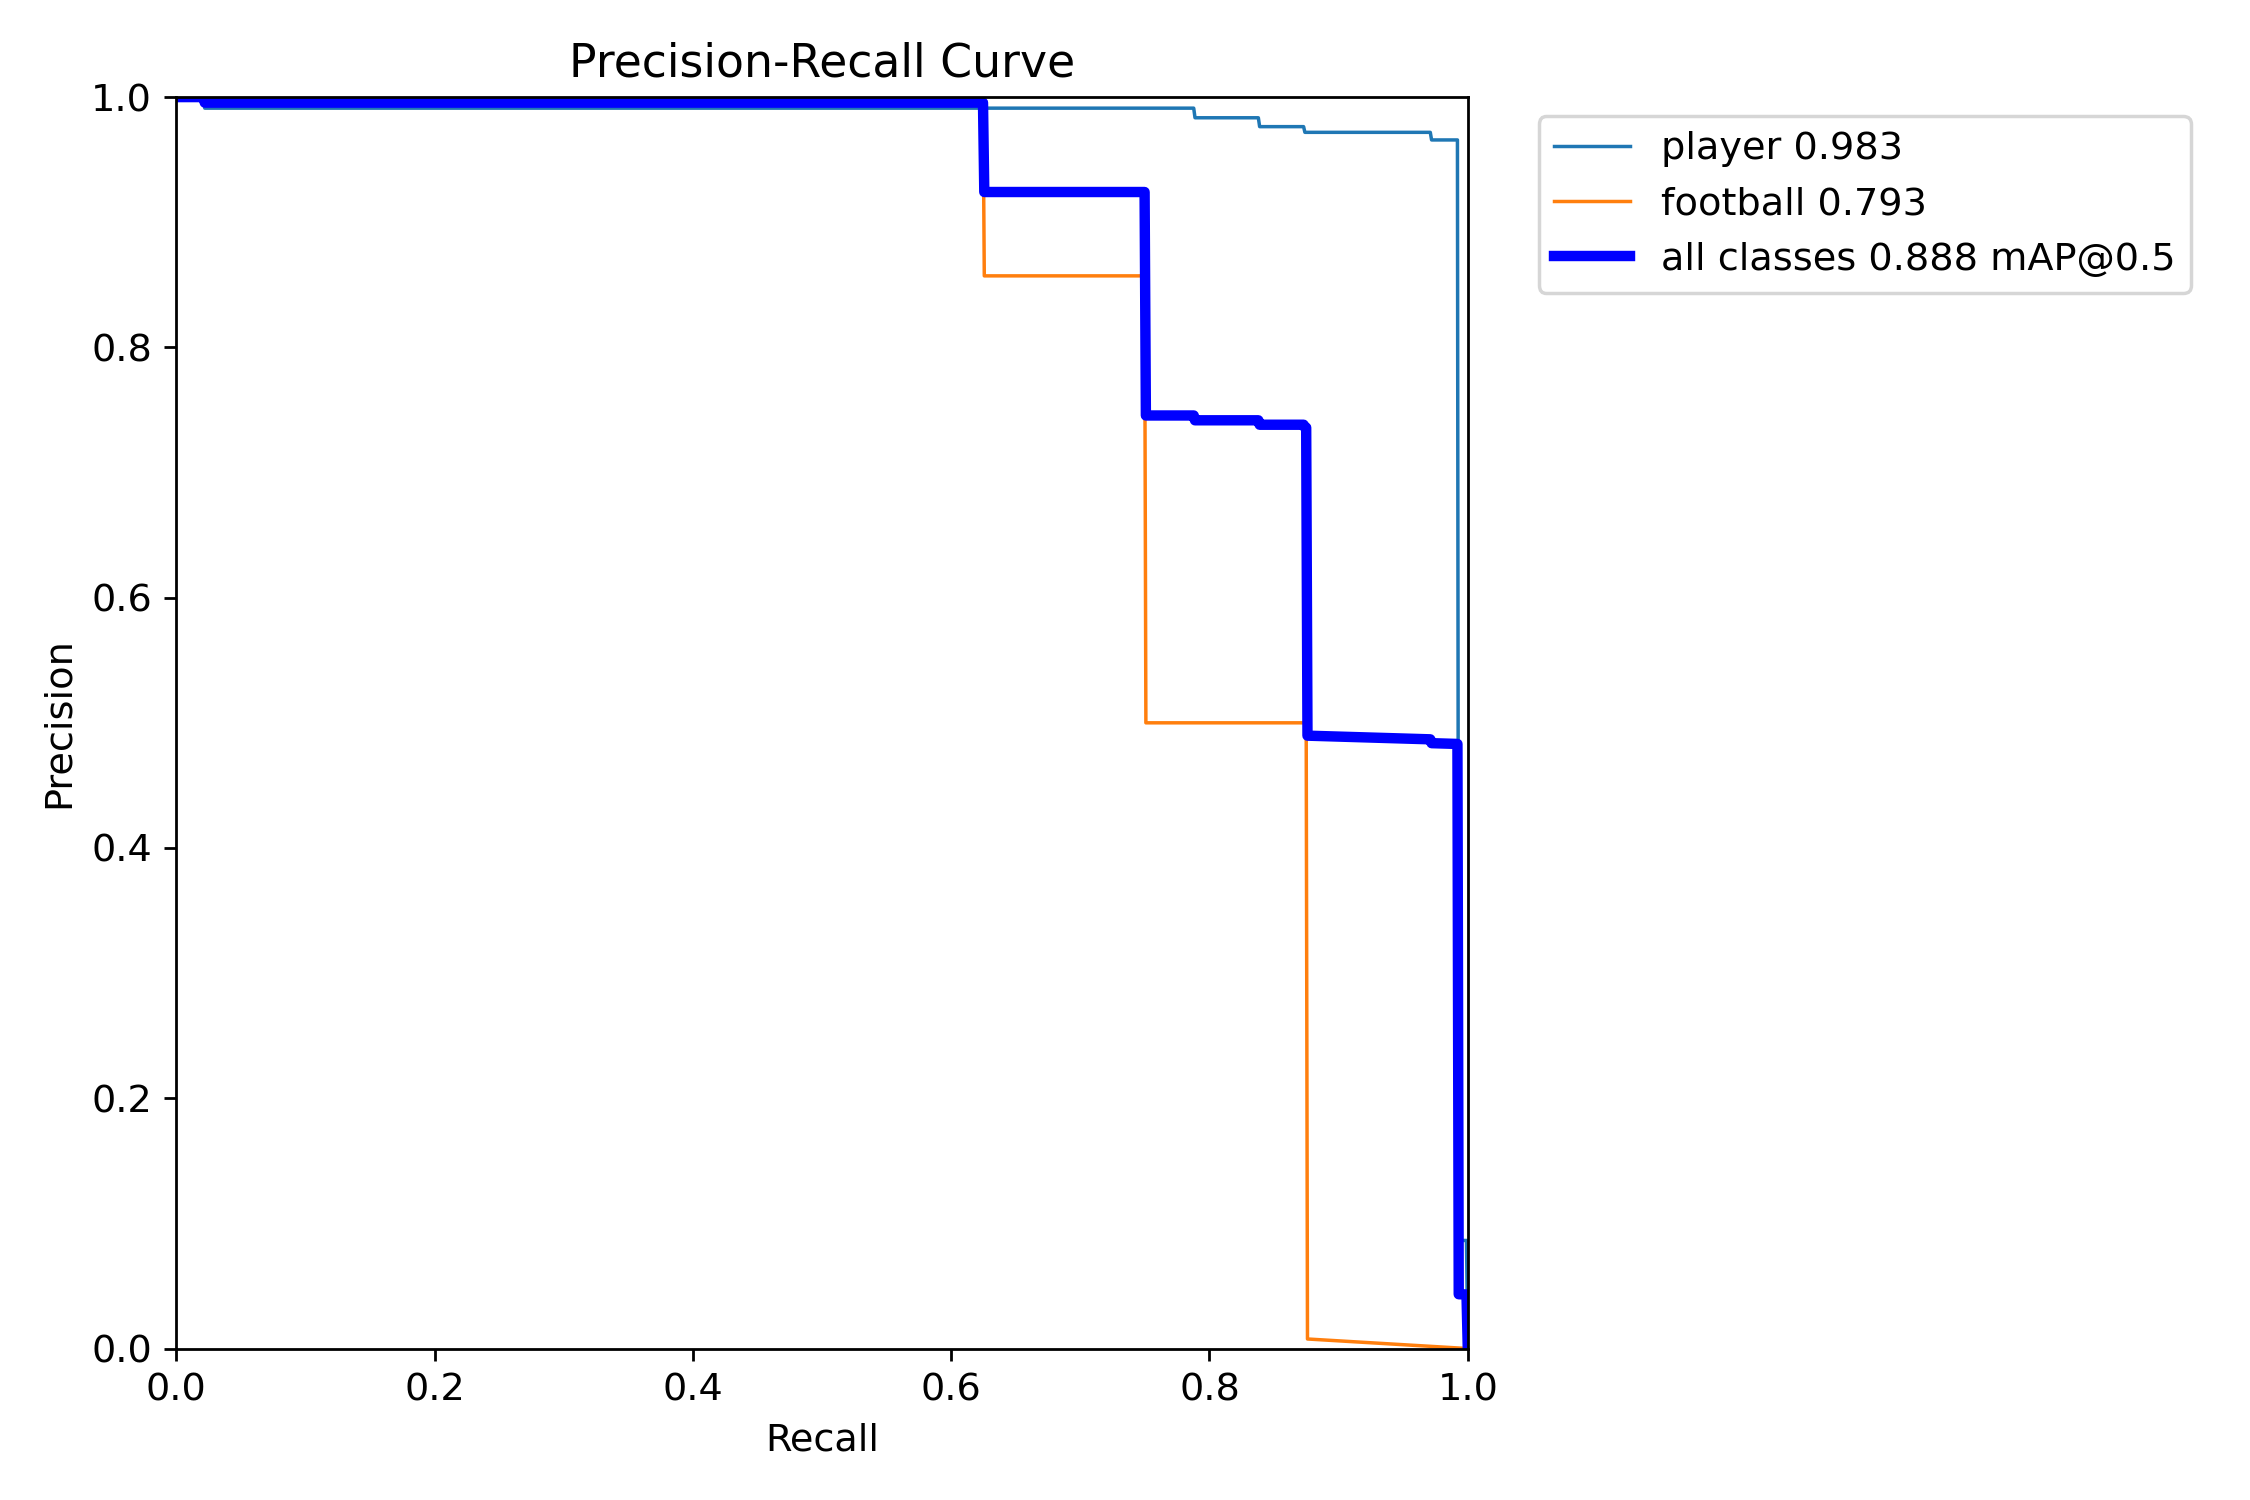 Precision-Recall Curve
1.0
0.8
0.6
0.4
0.2
0.0
Precision
0.0 0.2 0.4 0.6 0.8 1.0
Recall
player 0.983
football 0.793
all classes 0.888 mAP@0.5